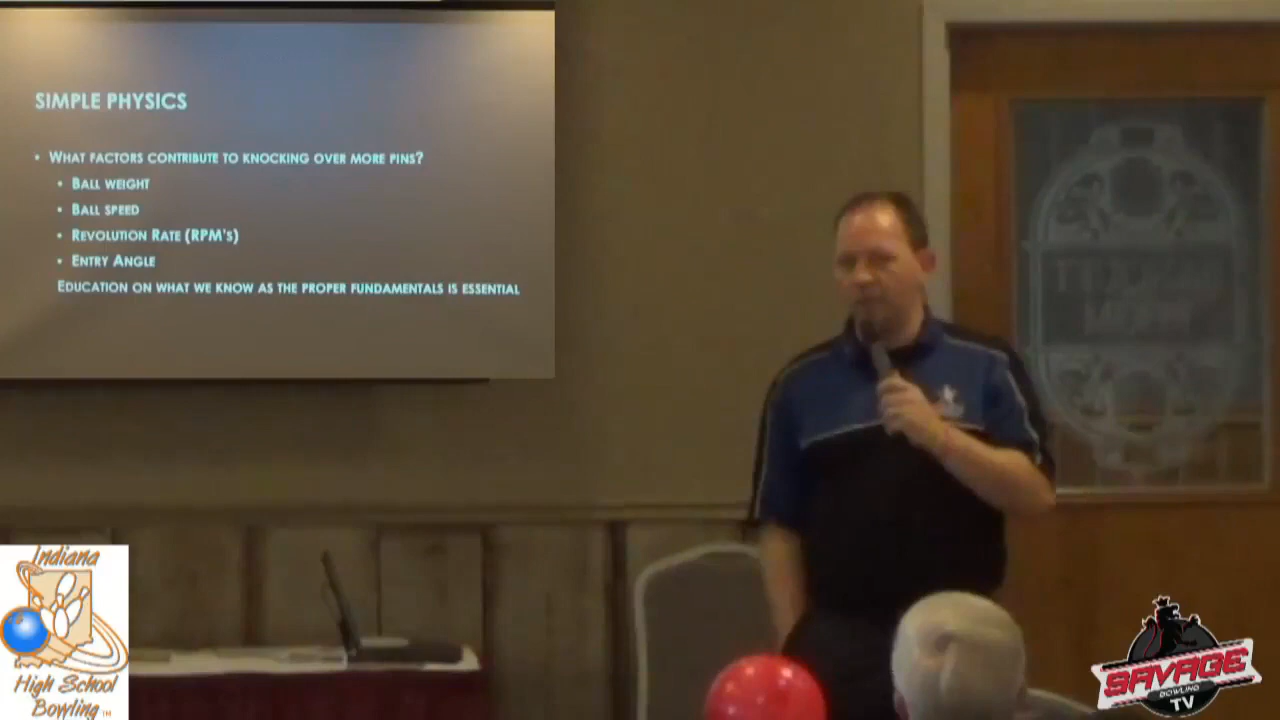 SIMPLE PHYSICS
• WHAT FACTORS CONTRIBUTE TO KNOCKING OVER MORE PINS?
• BALL WEIGHT
• BALL SPEED
• REVOLUTION RATE (RPM'S)
• ENTRY ANGLE
EDUCATION ON WHAT WE KNOW AS THE PROPER FUNDAMENTALS IS ESSENTIAL
Indiana
High School
Bowling™
SAVAGE
BOWLING
TV